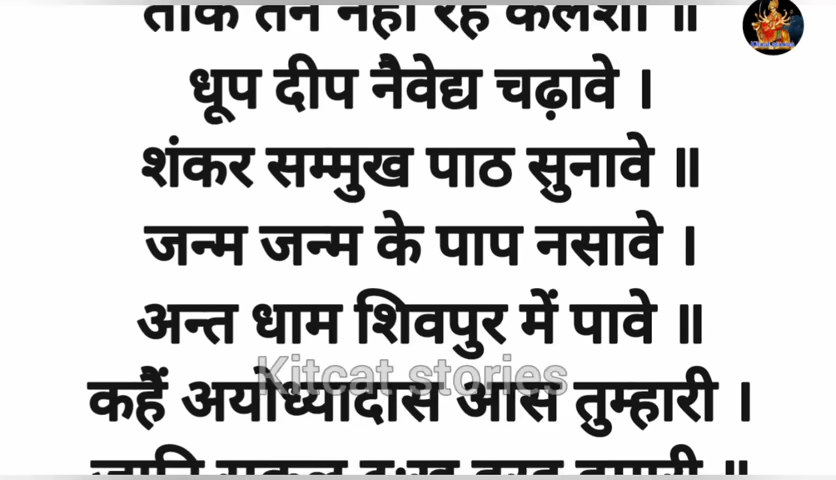 धूप दीप नैवेद्य चढ़ावे ।
शंकर सम्मुख पाठ सुनावे ॥
जन्म जन्म के पाप नसावे ।
अन्त धाम शिवपुर में पावे ॥
Kitcat stories
कहैं अयोध्यादास आस तुम्हारी ।